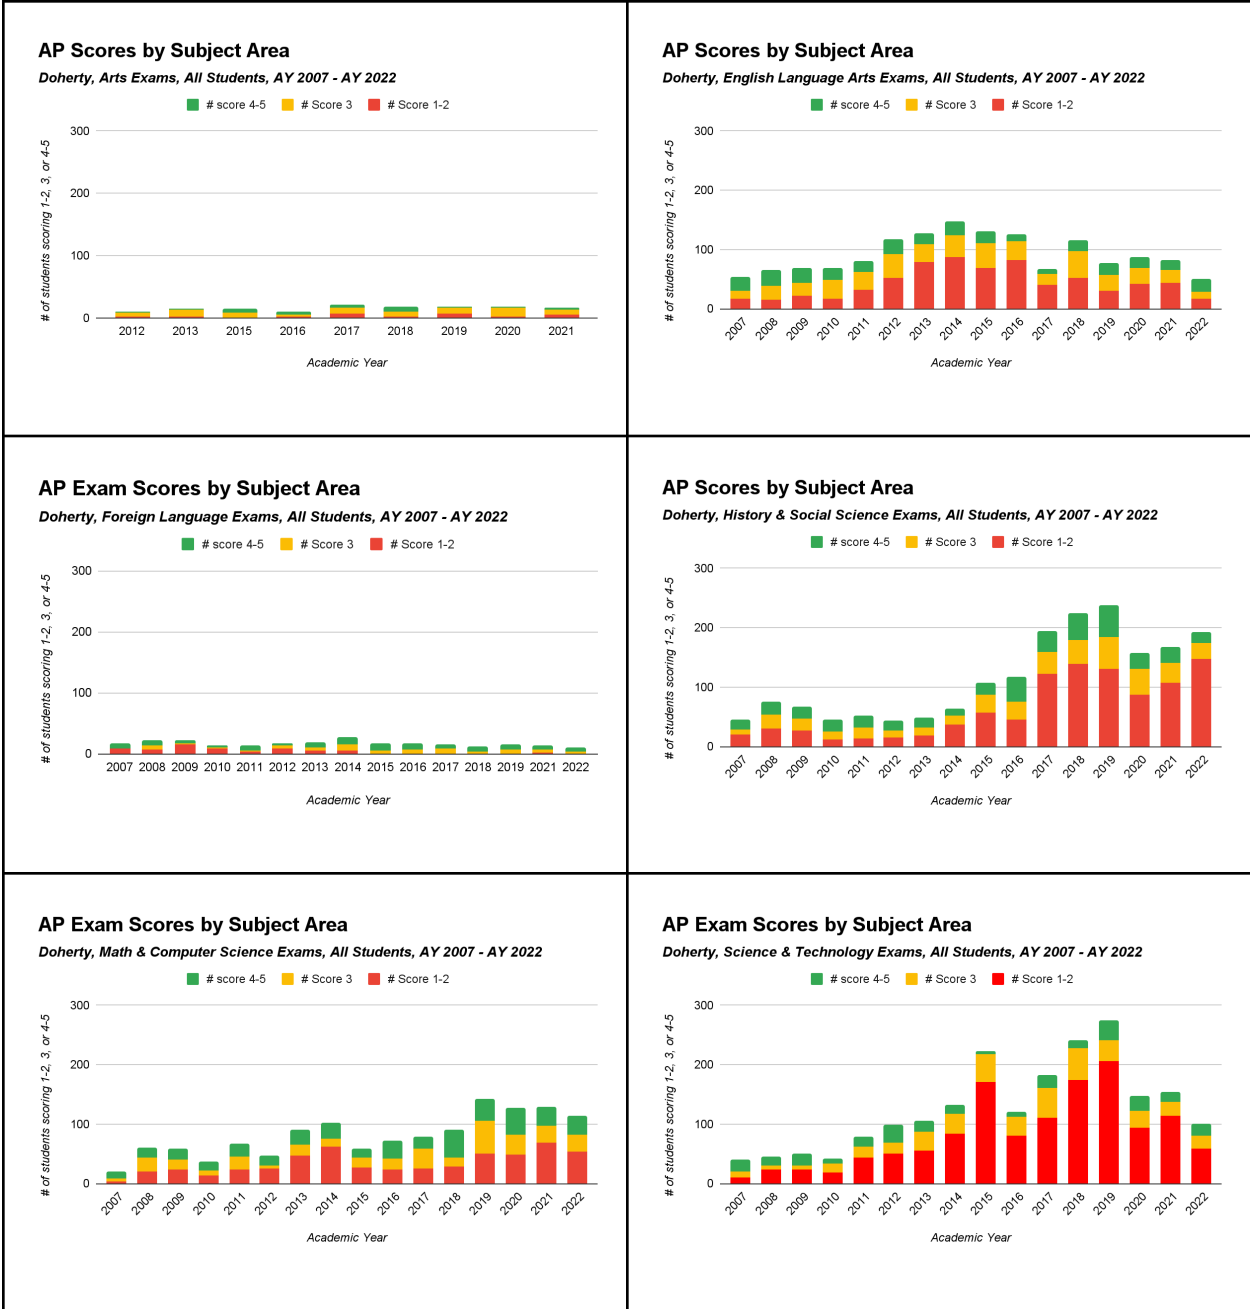 AP Scores by Subject Area
Doherty, Arts Exams, All Students, AY 2007 - AY 2022
# score 4-5 # Score 3 # Score 1-2
# of students scoring 1-2, 3, or 4-5
300
200
100
0
2012 2013 2015 2016 2017 2018 2019 2020 2021
Academic Year
AP Scores by Subject Area
Doherty, English Language Arts Exams, All Students, AY 2007 - AY 2022
# score 4-5 # Score 3 # Score 1-2
# of students scoring 1-2, 3, or 4-5
300
200
100
0
2007 2008 2009 2010 2011 2012 2013 2014 2015 2016 2017 2018 2019 2020 2021 2022
Academic Year
AP Exam Scores by Subject Area
Doherty, Foreign Language Exams, All Students, AY 2007 - AY 2022
# score 4-5 # Score 3 # Score 1-2
# of students scoring 1-2, 3, or 4-5
300
200
100
0
2007 2008 2009 2010 2011 2012 2013 2014 2015 2016 2017 2018 2019 2021 2022
Academic Year
AP Scores by Subject Area
Doherty, History & Social Science Exams, All Students, AY 2007 - AY 2022
# score 4-5 # Score 3 # Score 1-2
# of students scoring 1-2, 3, or 4-5
300
200
100
0
2007 2008 2009 2010 2011 2012 2013 2014 2015 2016 2017 2018 2019 2020 2021 2022
Academic Year
AP Exam Scores by Subject Area
Doherty, Math & Computer Science Exams, All Students, AY 2007 - AY 2022
# score 4-5 # Score 3 # Score 1-2
# of students scoring 1-2, 3, or 4-5
300
200
100
0
2007 2008 2009 2010 2011 2012 2013 2014 2015 2016 2017 2018 2019 2020 2021 2022
Academic Year
AP Exam Scores by Subject Area
Doherty, Science & Technology Exams, All Students, AY 2007 - AY 2022
# score 4-5 # Score 3 # Score 1-2
# of students scoring 1-2, 3, or 4-5
300
200
100
0
2007 2008 2009 2010 2011 2012 2013 2014 2015 2016 2017 2018 2019 2020 2021 2022
Academic Year